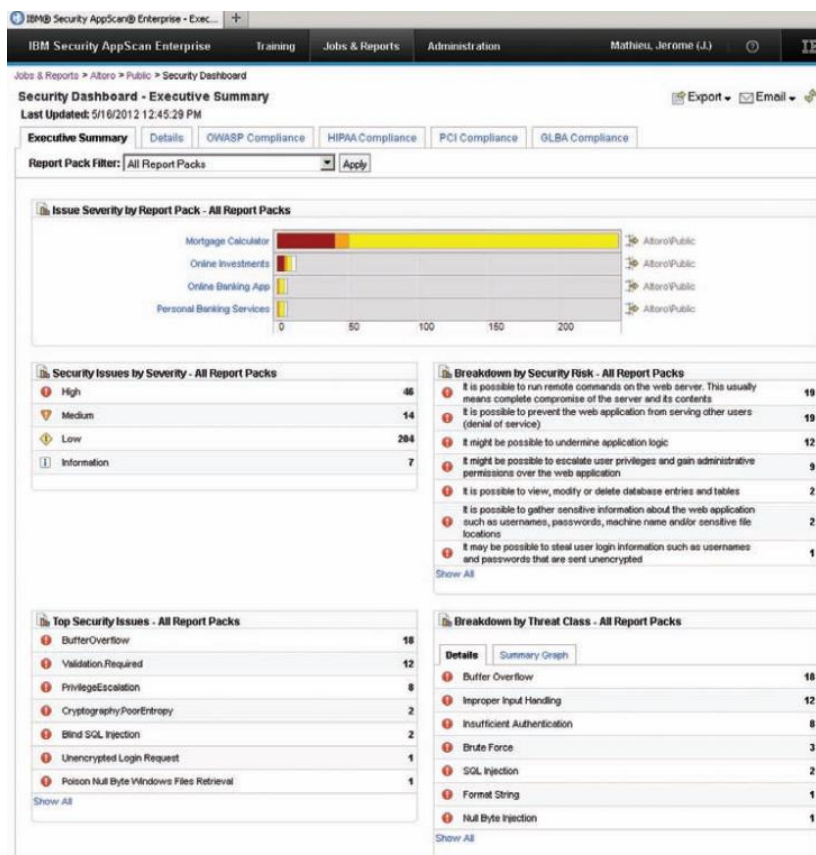 IBM® Security AppScan® Enterprise - Exec... +
IBM Security AppScan Enterprise Training Jobs & Reports Administration Mathieu, Jerome (J.)
Jobs & Reports > Altoro > Public > Security Dashboard
Security Dashboard - Executive Summary Export Email
Last Updated: 5/16/2012 12:45:29 PM
Executive Summary Details OWASP Compliance HIPAA Compliance PCI Compliance GLBA Compliance
Report Pack Filter: All Report Packs Apply
Issue Severity by Report Pack - All Report Packs
Mortgage Calculator Altoro\Public
Online Investments Altoro\Public
Online Banking App Altoro\Public
Personal Banking Services Altoro\Public
0 50 100 150 200
Security Issues by Severity - All Report Packs
High 46
Medium 14
Low 204
Information 7
Breakdown by Security Risk - All Report Packs
It is possible to run remote commands on the web server. This usually
means complete compromise of the server and its contents 19
It is possible to prevent the web application from serving other users
(denial of service) 19
It might be possible to undermine application logic 12
It might be possible to escalate user privileges and gain administrative
permissions over the web application 9
It is possible to view, modify or delete database entries and tables 2
It is possible to gather sensitive information about the web application
such as usernames, passwords, machine name and/or sensitive file
locations 2
It may be possible to steal user login information such as usernames
and passwords that are sent unencrypted 1
Show All
Top Security Issues - All Report Packs
BufferOverflow 18
Validation.Required 12
PrivilegeEscalation 8
Cryptography.PoorEntropy 2
Blind SQL Injection 2
Unencrypted Login Request 1
Poison Null Byte Windows Files Retrieval 1
Show All
Breakdown by Threat Class - All Report Packs
Details Summary Graph
Buffer Overflow 18
Improper Input Handling 12
Insufficient Authentication 8
Brute Force 3
SQL Injection 2
Format String 1
Null Byte Injection 1
Show All